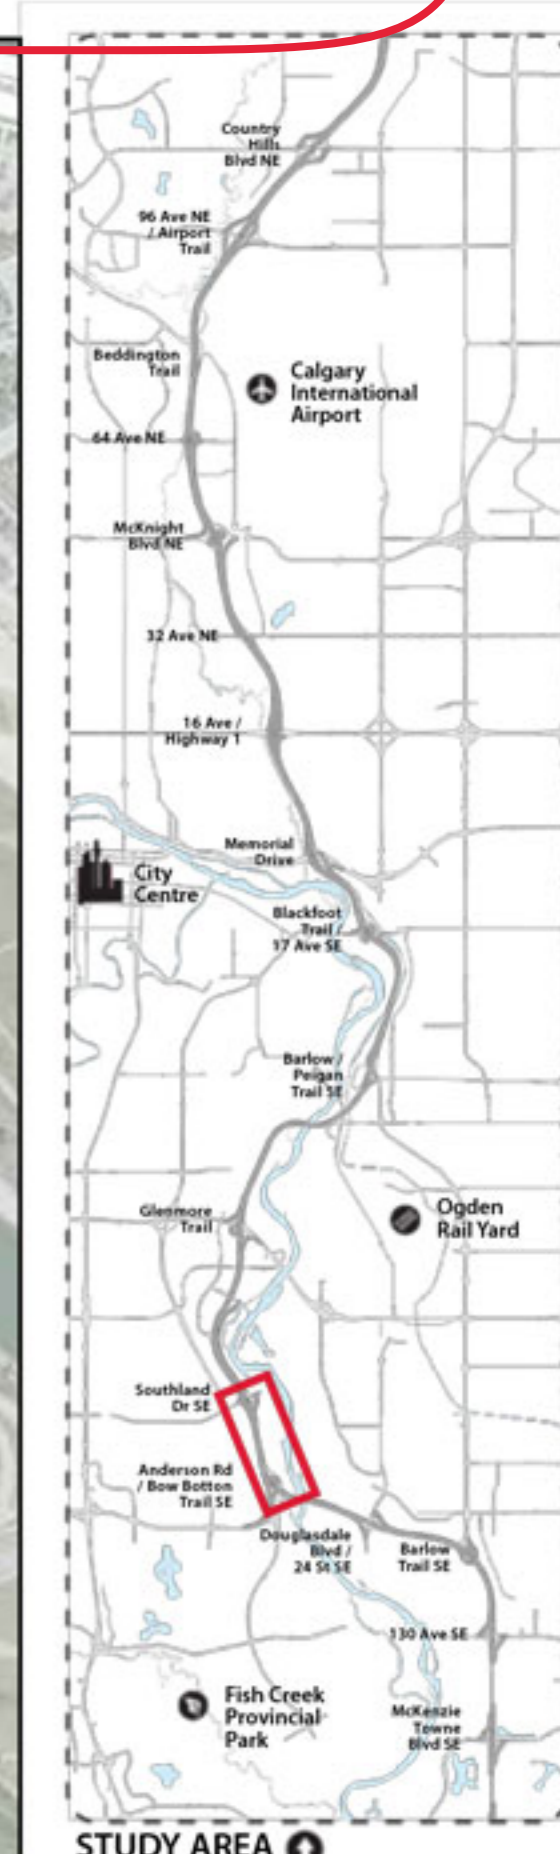 Country
Hills
Blvd NE
96 Ave NE
/ Airport
Trail
Beddington
Trail
Calgary
International
Airport
64 Ave NE
McKnight
Blvd NE
32 Ave NE
16 Ave /
Highway 1
Memorial
Drive
City
Centre
Blackfoot
Trail /
17 Ave SE
Barlow /
Peigan
Trail SE
Glenmore
Trail
Ogden
Rail Yard
Southland
Dr SE
Anderson Rd
/ Bow Botton
Trail SE
Douglasdale
Blvd /
24 St SE
Barlow
Trail SE
130 Ave SE
Fish Creek
Provincial
Park
McKenzie
Towne
Blvd SE
STUDY AREA